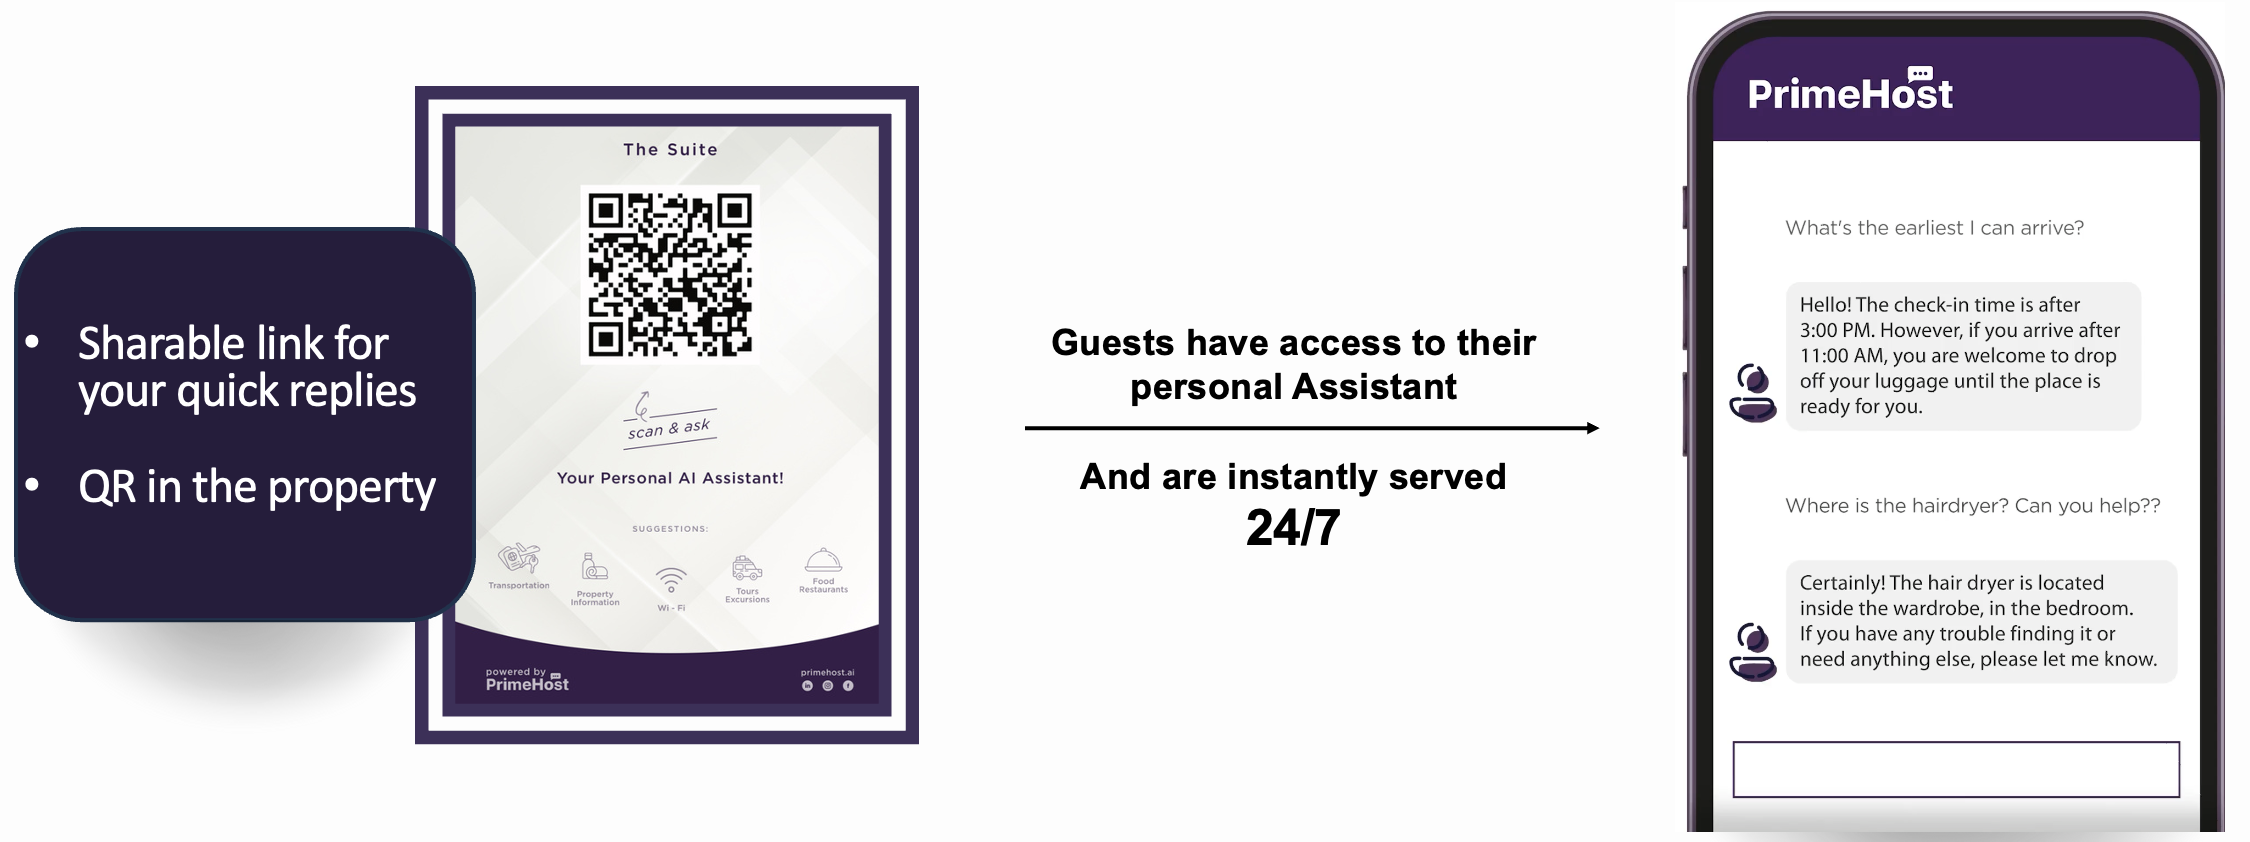 • Sharable link for
your quick replies
• QR in the property
The Suite
scan & ask
Your Personal AI Assistant!
SUGGESTIONS:
Transportation
Property
Information
Wi - Fi
Tours
Excursions
Food
Restaurants
powered by
PrimeHost
primehost.ai
Guests have access to their
personal Assistant
And are instantly served
24/7
PrimeHost
What's the earliest I can arrive?
Hello! The check-in time is after
3:00 PM. However, if you arrive after
11:00 AM, you are welcome to drop
off your luggage until the place is
ready for you.
Where is the hairdryer? Can you help??
Certainly! The hair dryer is located
inside the wardrobe, in the bedroom.
If you have any trouble finding it or
need anything else, please let me know.